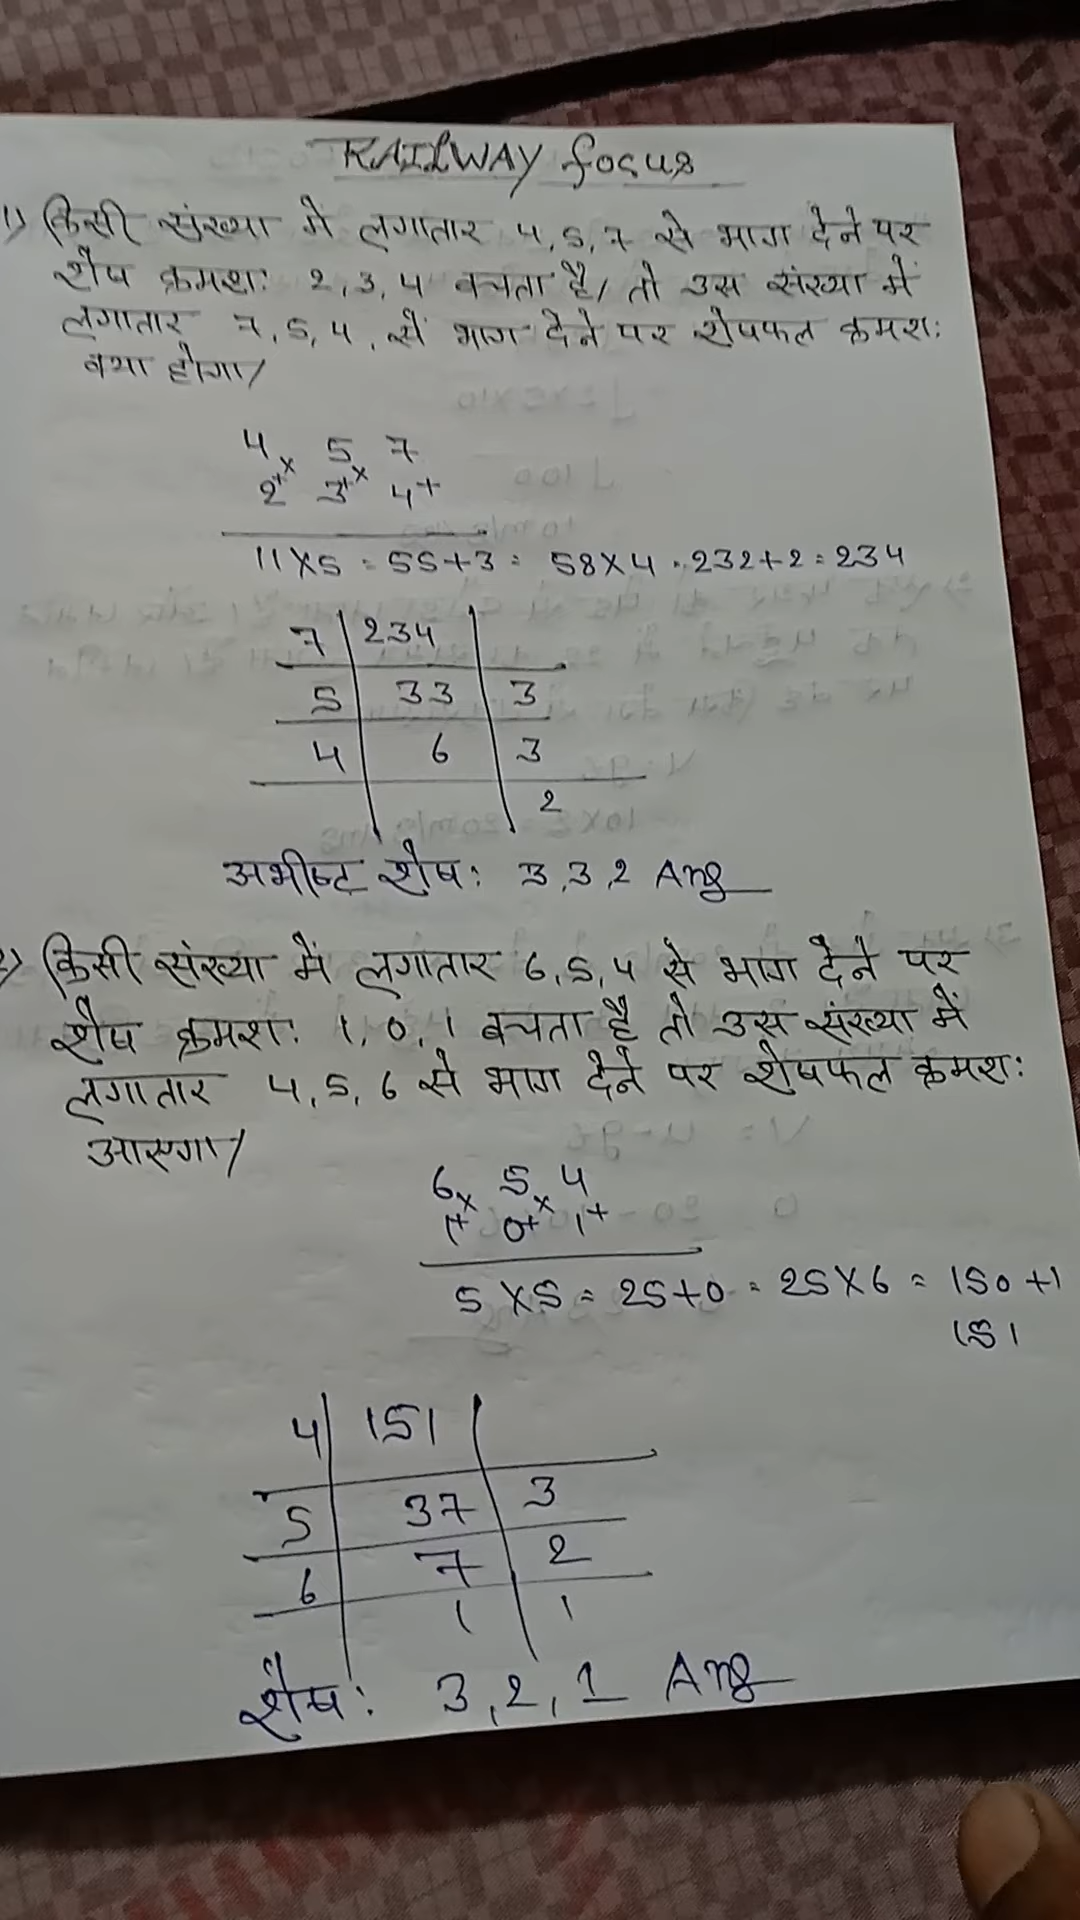 RAILWAY focus
1) किसी संख्या में लगातार 4, 5, 7 से भाग देने पर
शेष क्रमश: 2, 3, 4 बचता है/ तो उस संख्या में
लगातार 7, 5, 4, से भाग देने पर शेषफल क्रमश:
क्या होगा/
4 × 5 × 7
2+ 3+ 4+
11×5 = 55+3 = 58×4 = 232+2 = 234
7 | 234 |
5 | 33 | 3
4 | 6 | 3
2
अभीष्ट शेष: 3,3,2 Ans
2) किसी संख्या में लगातार 6, 5, 4 से भाग देने पर
शेष क्रमश: 1, 0, 1 बचता है तो उस संख्या में
लगातार 4, 5, 6 से भाग देने पर शेषफल क्रमश:
आएगा/
6 × 5 × 4
1+ 0+ 1+
5×5 = 25+0 = 25×6 = 150+1
151
4 | 151 |
5 | 37 | 3
6 | 7 | 2
1 | 1
शेष: 3, 2, 1 Ans